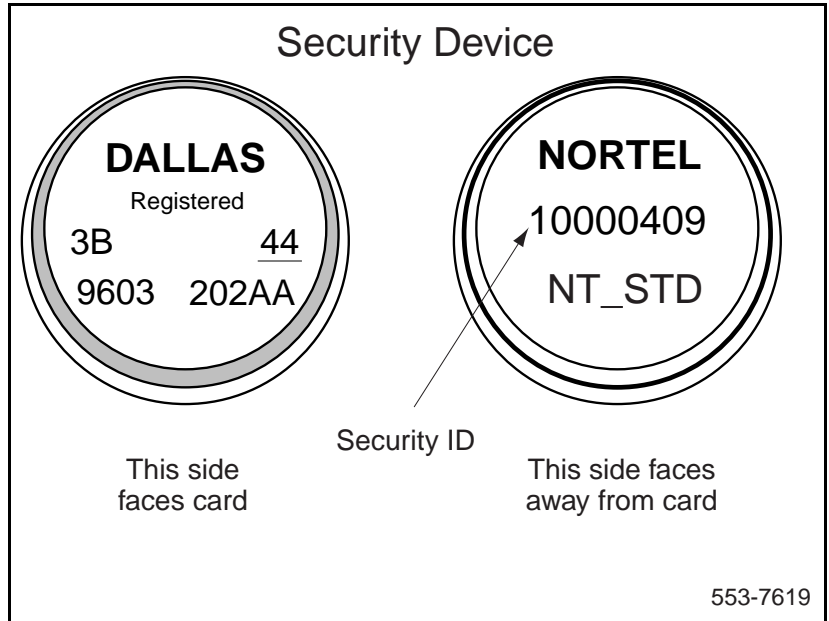 Security Device
DALLAS
Registered
3B 44
9603 202AA
NORTEL
10000409
NT_STD
Security ID
This side
faces card
This side faces
away from card
553-7619